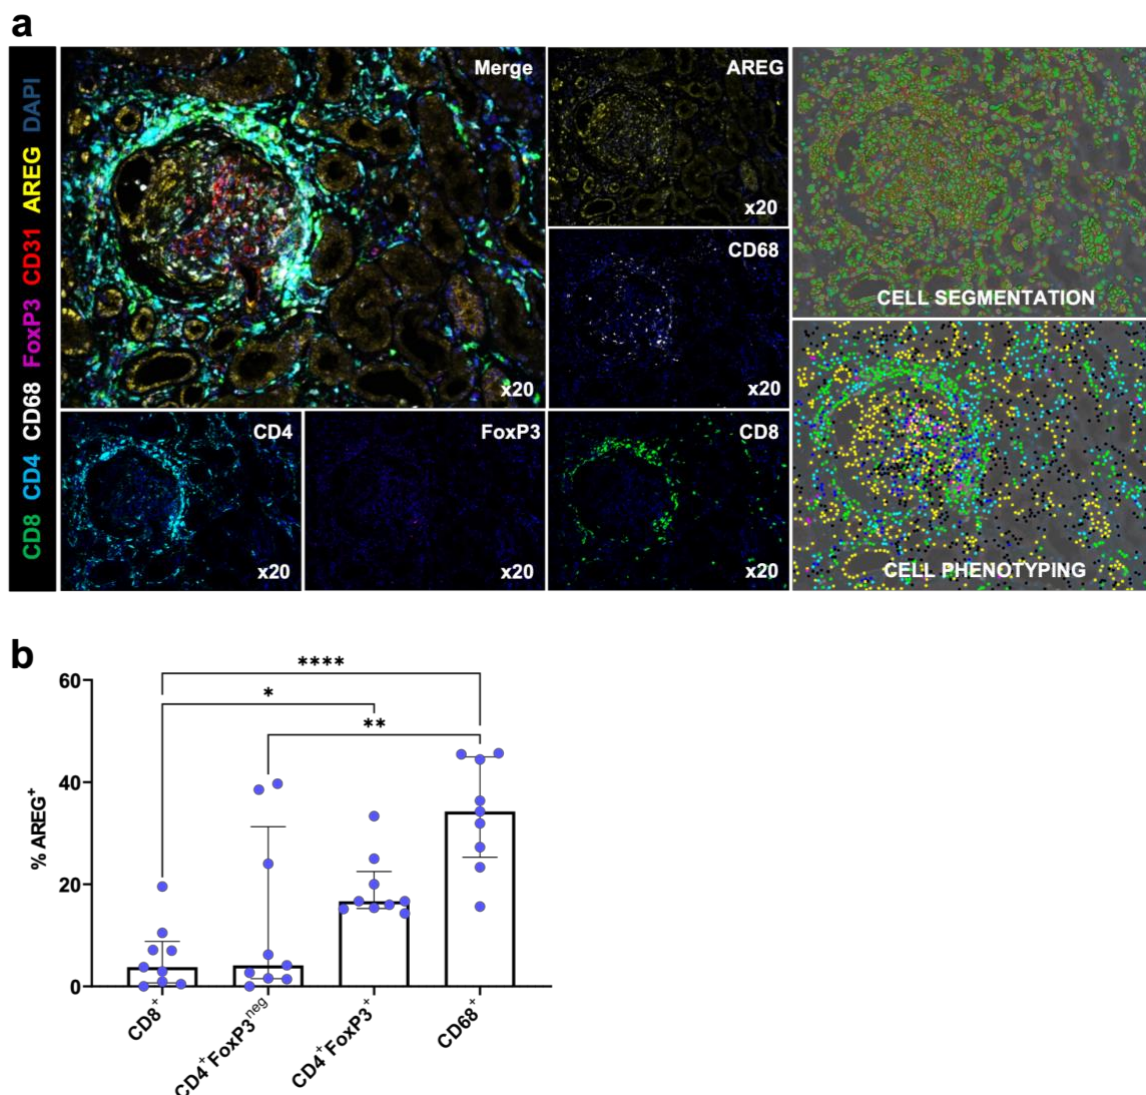 a
CD8 CD4 CD68 FoxP3 CD31 AREG DAPI
Merge
x20
AREG
x20
CD68
x20
CELL SEGMENTATION
CD4
x20
FoxP3
x20
CD8
x20
CELL PHENOTYPING
b
****
*
**
% AREG⁺
60
40
20
0
CD8⁺
CD4⁺FoxP3ⁿᵉᵍ
CD4⁺FoxP3⁺
CD68⁺